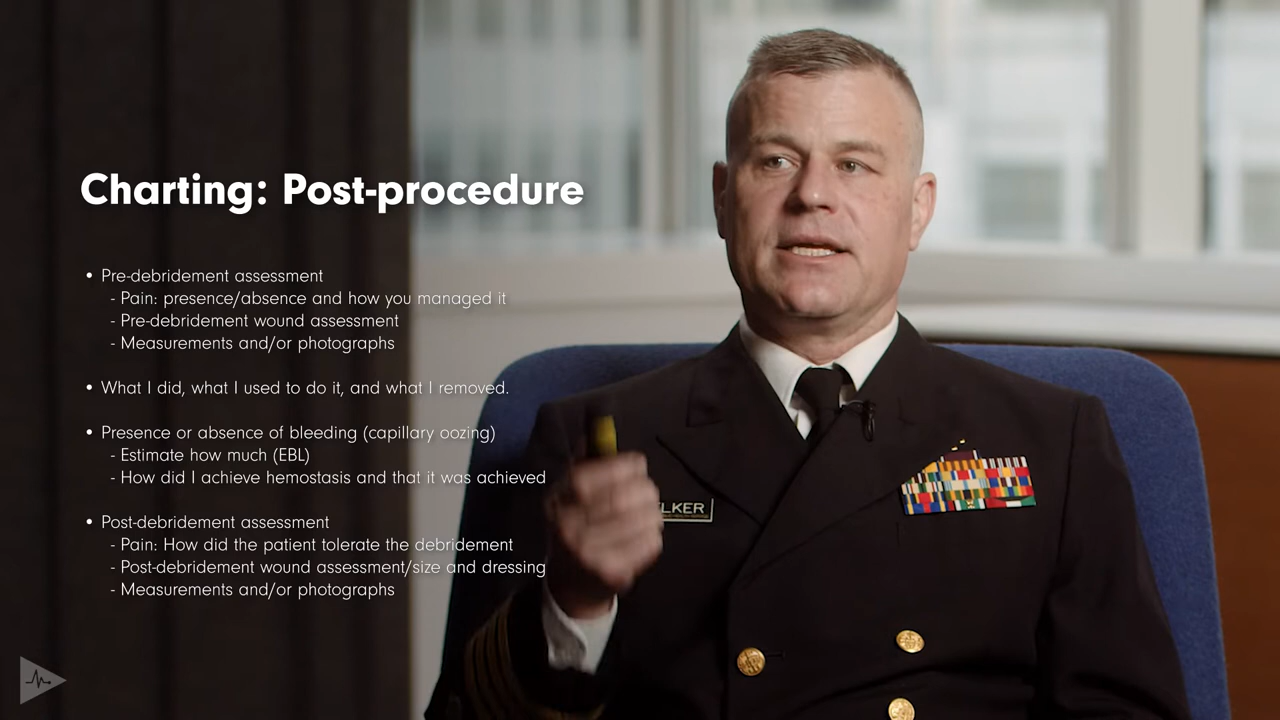 Charting: Post-procedure
• Pre-debridement assessment
- Pain: presence/absence and how you managed it
- Pre-debridement wound assessment
- Measurements and/or photographs
• What I did, what I used to do it, and what I removed.
• Presence or absence of bleeding (capillary oozing)
- Estimate how much (EBL)
- How did I achieve hemostasis and that it was achieved
• Post-debridement assessment
- Pain: How did the patient tolerate the debridement
- Post-debridement wound assessment/size and dressing
- Measurements and/or photographs
LKER